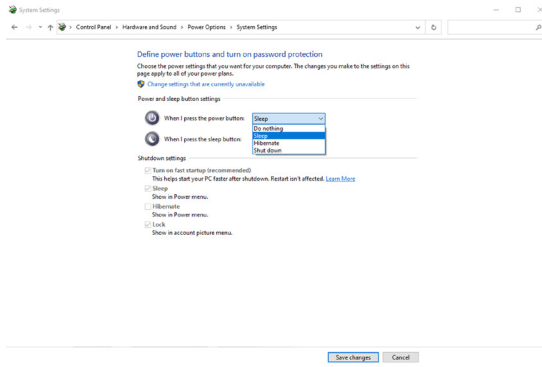 System Settings
Control Panel > Hardware and Sound > Power Options > System Settings
Define power buttons and turn on password protection
Choose the power settings that you want for your computer. The changes you make to the settings on this
page apply to all of your power plans.
Change settings that are currently unavailable
Power and sleep button settings
When I press the power button: Sleep
Do nothing
Sleep
When I press the sleep button:
Hibernate
Shut down
Shutdown settings
Turn on fast startup (recommended)
This helps start your PC faster after shutdown. Restart isn't affected. Learn More
Sleep
Show in Power menu.
Hibernate
Show in Power menu.
Lock
Show in account picture menu.
Save changes Cancel